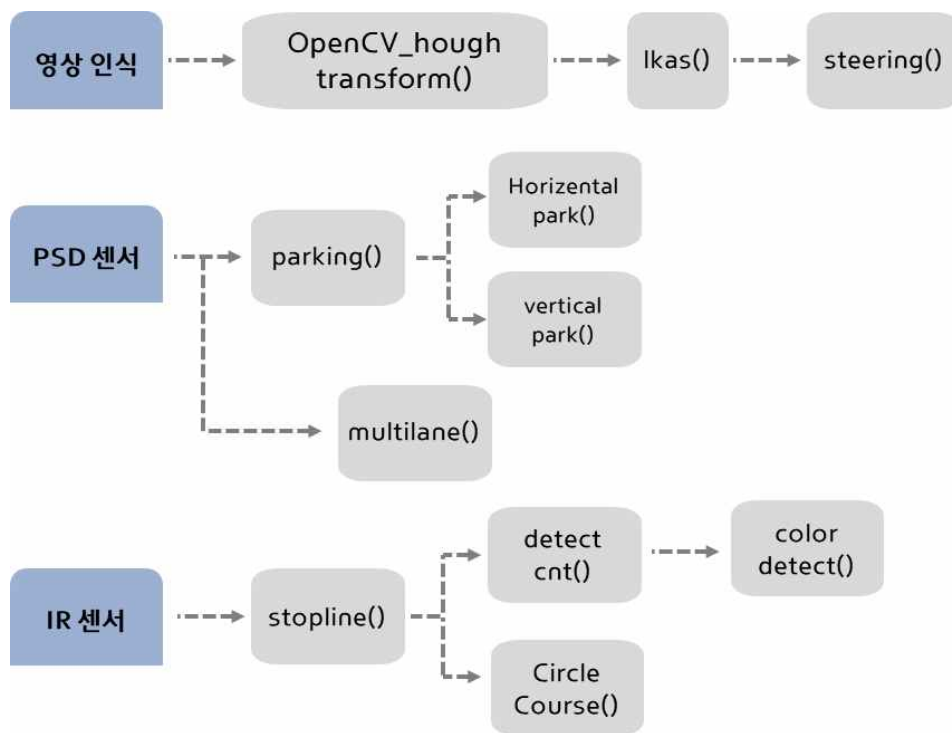 영상 인식
OpenCV_hough
transform()
lkas()
steering()
PSD 센서
parking()
Horizental
park()
vertical
park()
multilane()
IR 센서
stopline()
detect
cnt()
color
detect()
Circle
Course()